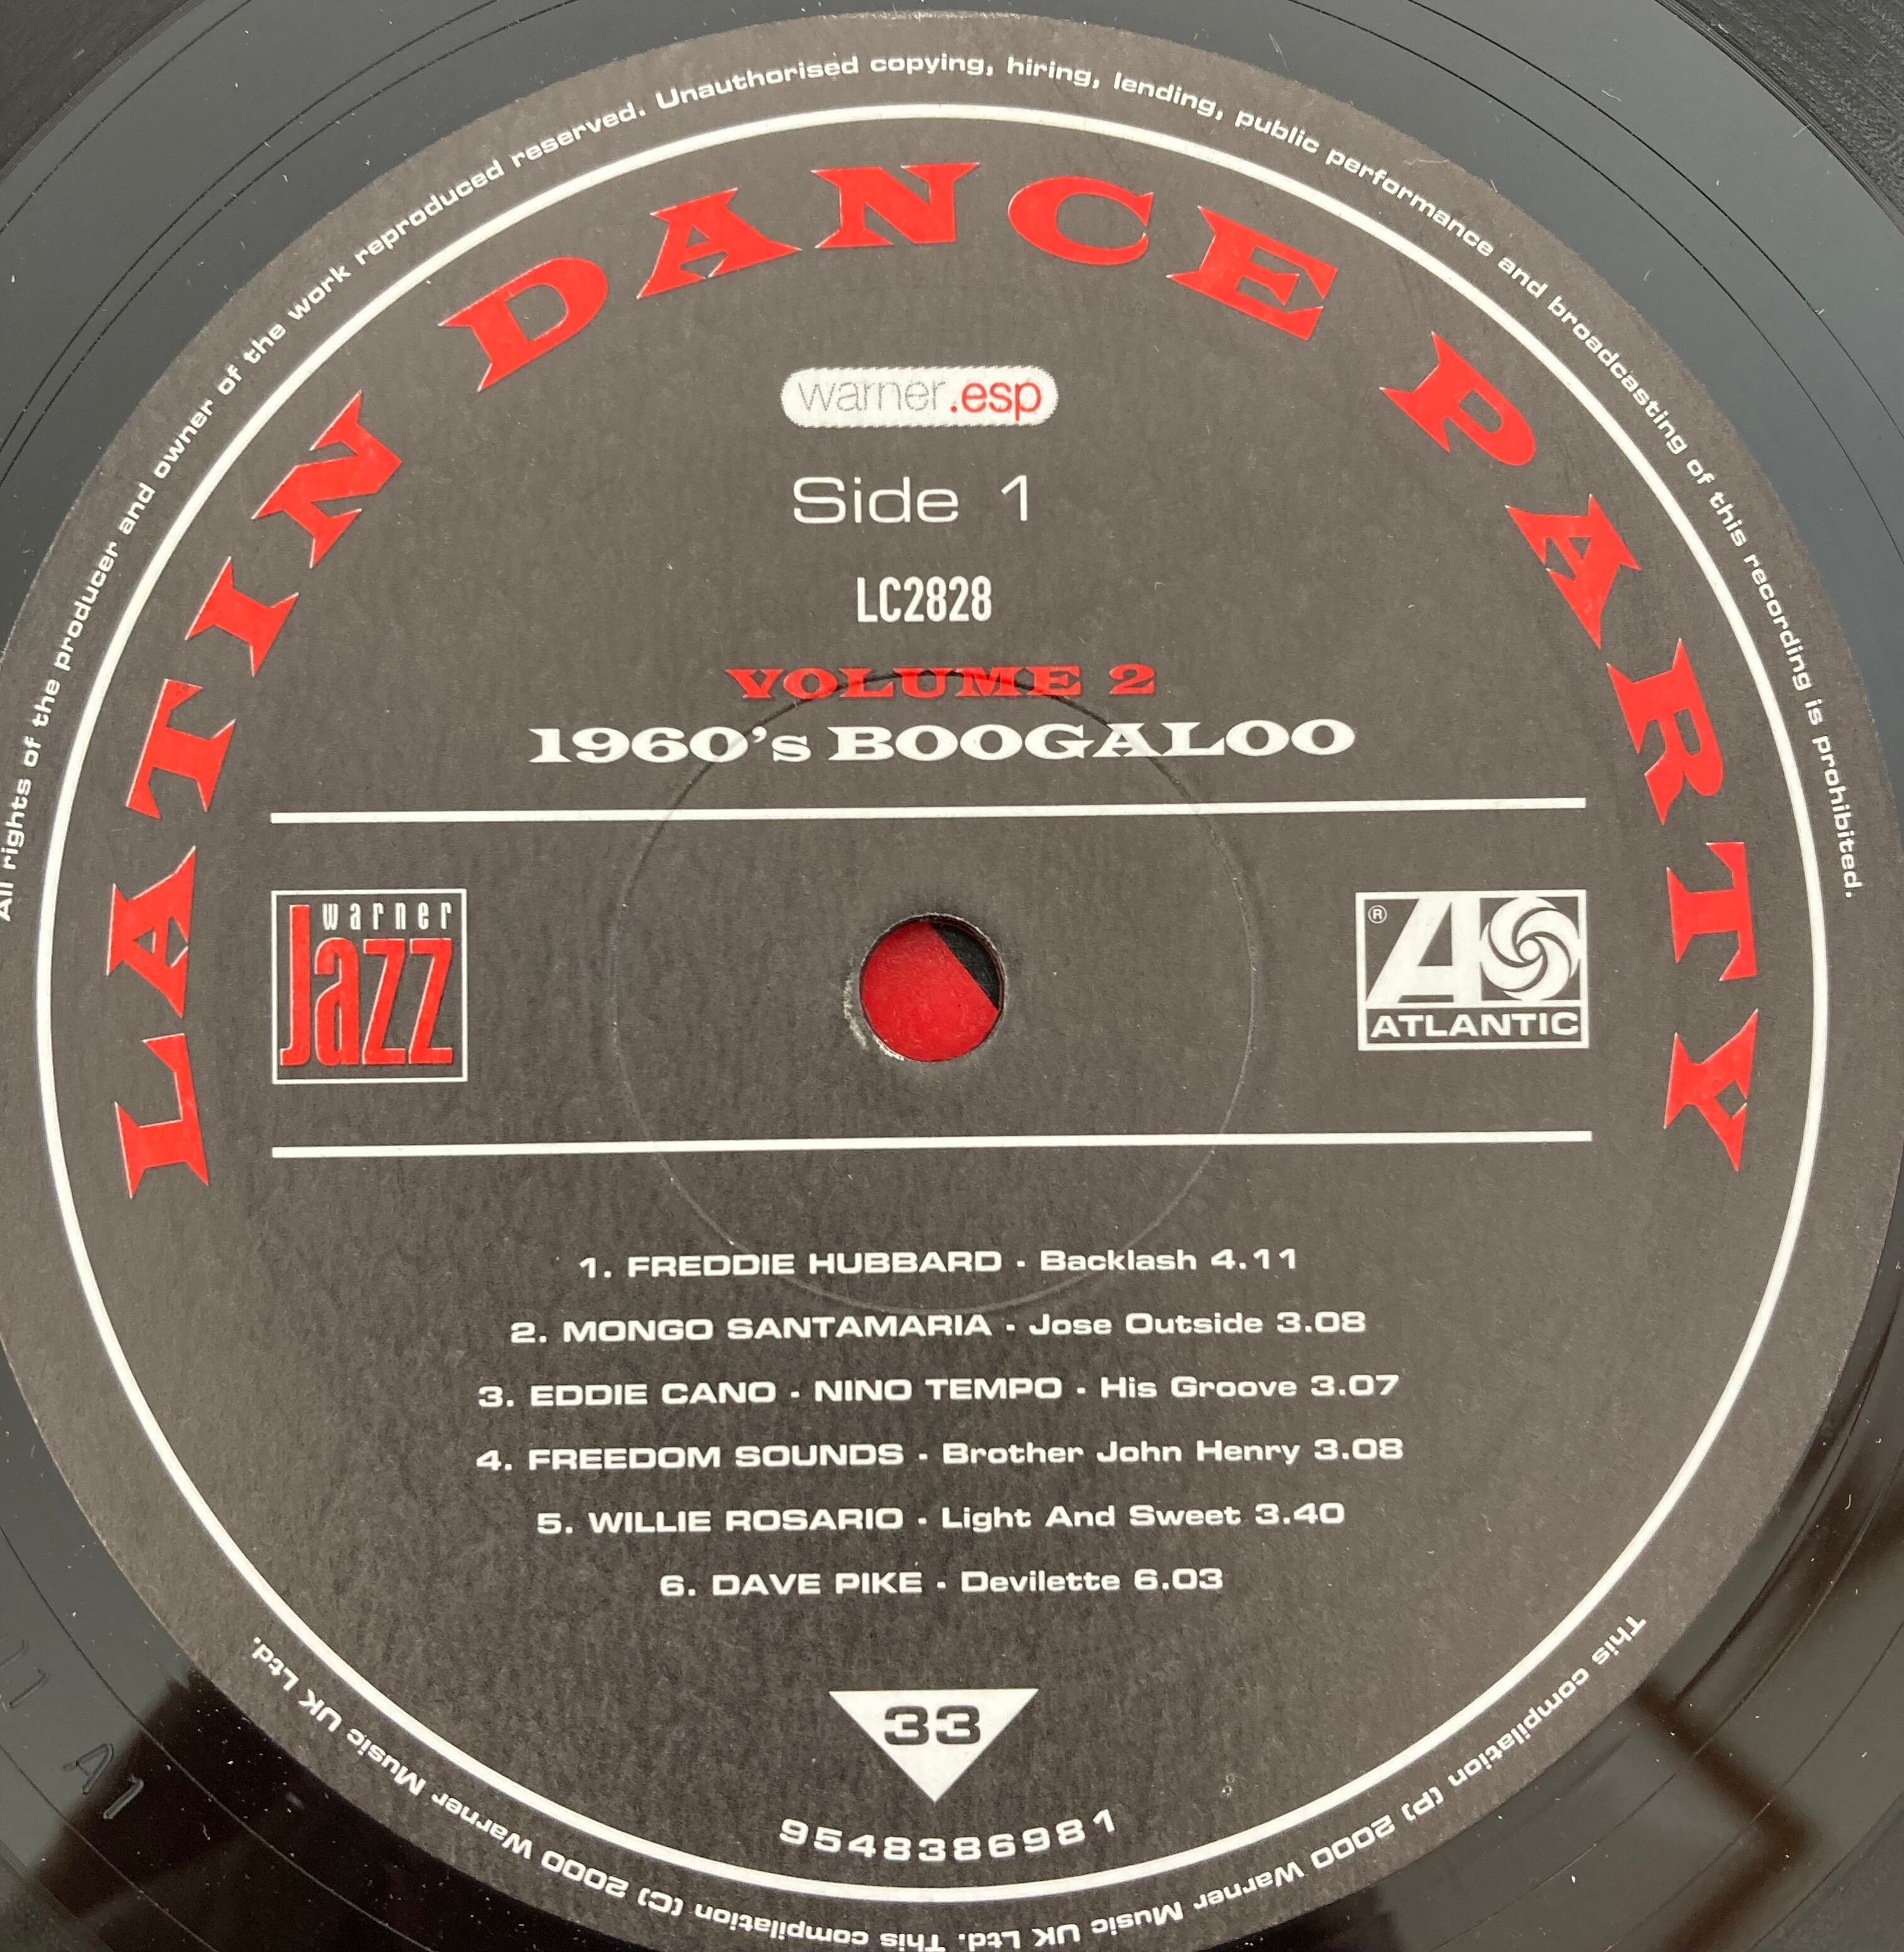 All rights of the producer and owner of the work reproduced reserved. Unauthorised copying, hiring, lending, public performance and broadcasting of this recording is prohibited.
LATIN DANCE PARTY
warner.esp
Side 1
LC2828
VOLUME 2
1960's BOOGALOO
warner
Jazz
®
A
ATLANTIC
1. FREDDIE HUBBARD - Backlash 4.11
2. MONGO SANTAMARIA - Jose Outside 3.08
3. EDDIE CANO - NINO TEMPO - His Groove 3.07
4. FREEDOM SOUNDS - Brother John Henry 3.08
5. WILLIE ROSARIO - Light And Sweet 3.40
6. DAVE PIKE - Devilette 6.03
33
9548386981
This compilation (P) 2000 Warner Music UK Ltd. This compilation (C) 2000 Warner Music UK Ltd.
A1